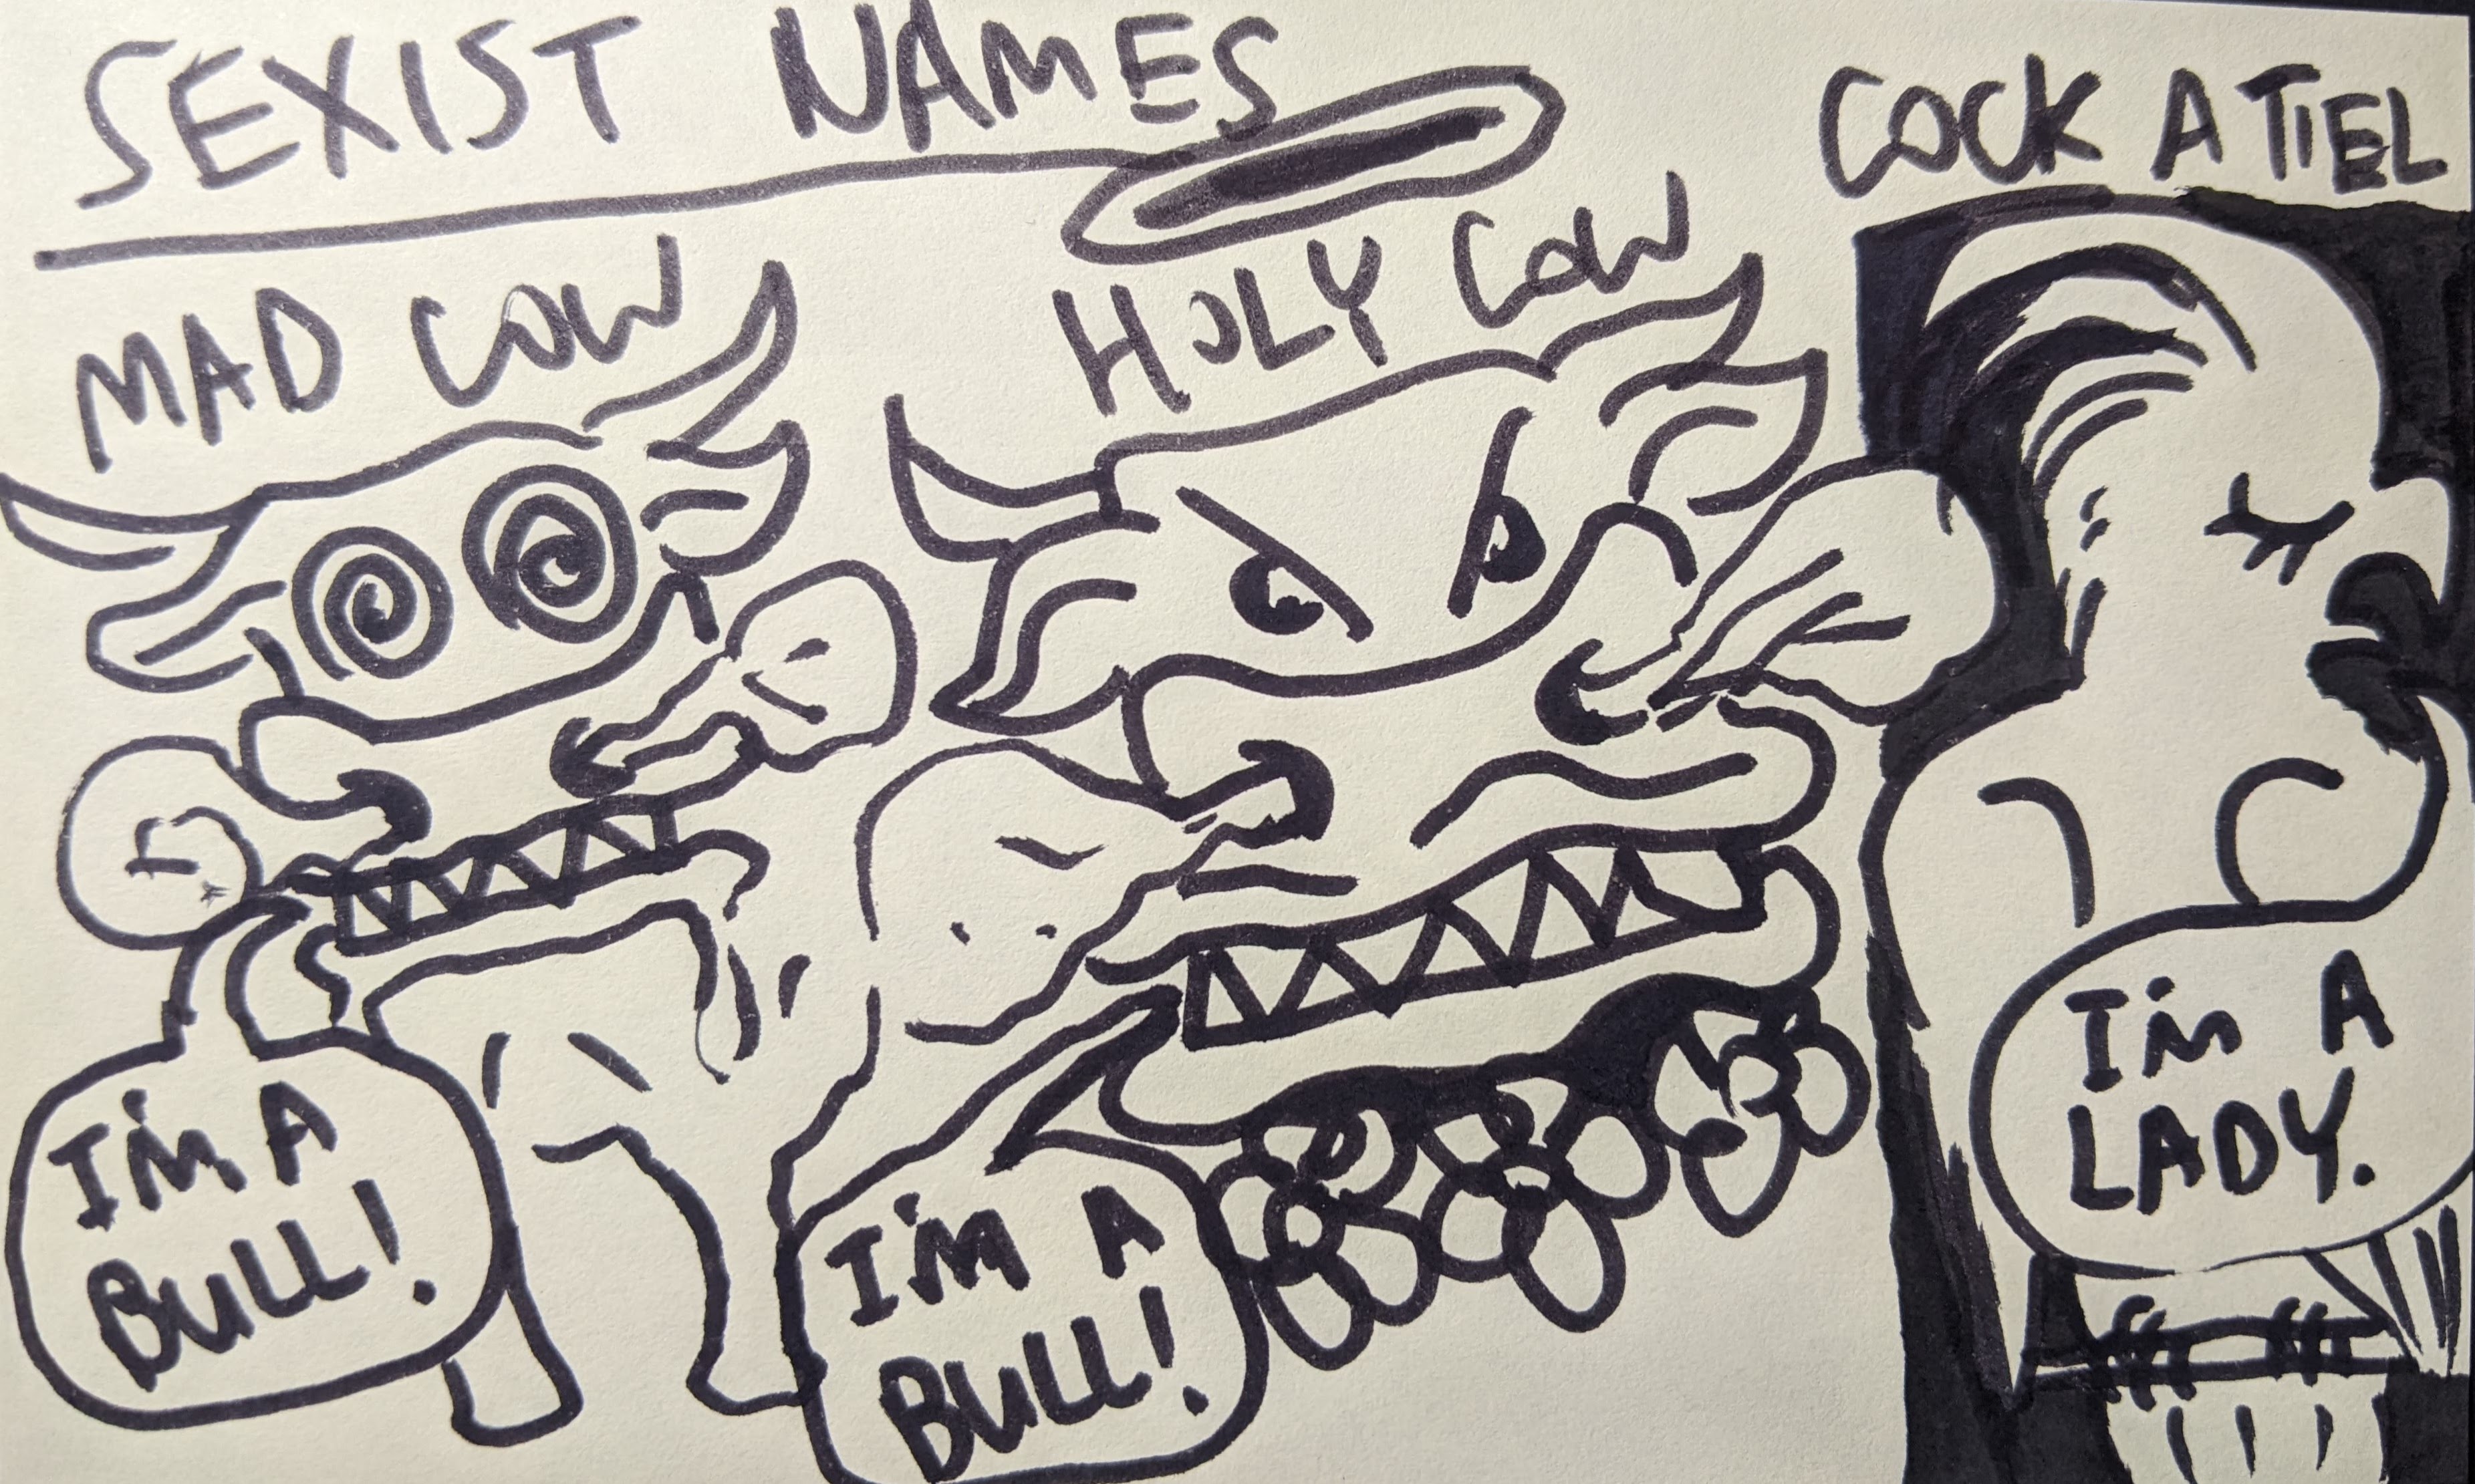 SEXIST NAMES
MAD COW
I'M A
BULL!
HOLY COW
I'M A
BULL!
COCK A TIEL
I'M A
LADY.